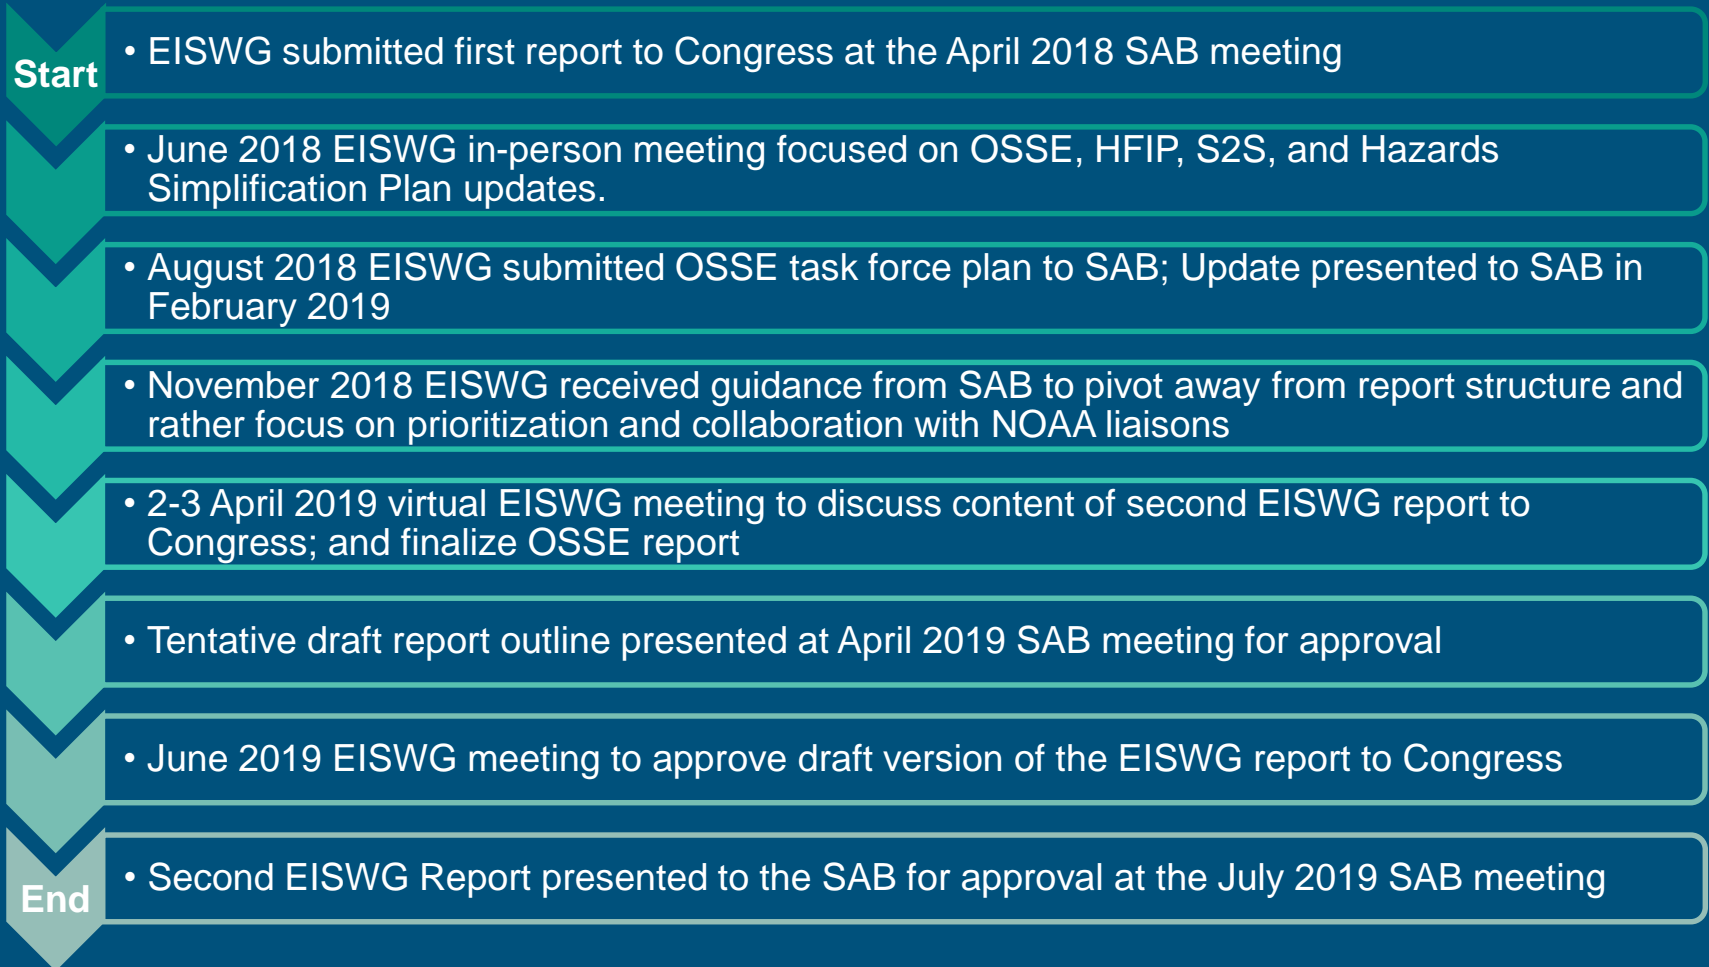 Start
• EISWG submitted first report to Congress at the April 2018 SAB meeting
• June 2018 EISWG in-person meeting focused on OSSE, HFIP, S2S, and Hazards
Simplification Plan updates.
• August 2018 EISWG submitted OSSE task force plan to SAB; Update presented to SAB in
February 2019
• November 2018 EISWG received guidance from SAB to pivot away from report structure and
rather focus on prioritization and collaboration with NOAA liaisons
• 2-3 April 2019 virtual EISWG meeting to discuss content of second EISWG report to
Congress; and finalize OSSE report
• Tentative draft report outline presented at April 2019 SAB meeting for approval
• June 2019 EISWG meeting to approve draft version of the EISWG report to Congress
End
• Second EISWG Report presented to the SAB for approval at the July 2019 SAB meeting